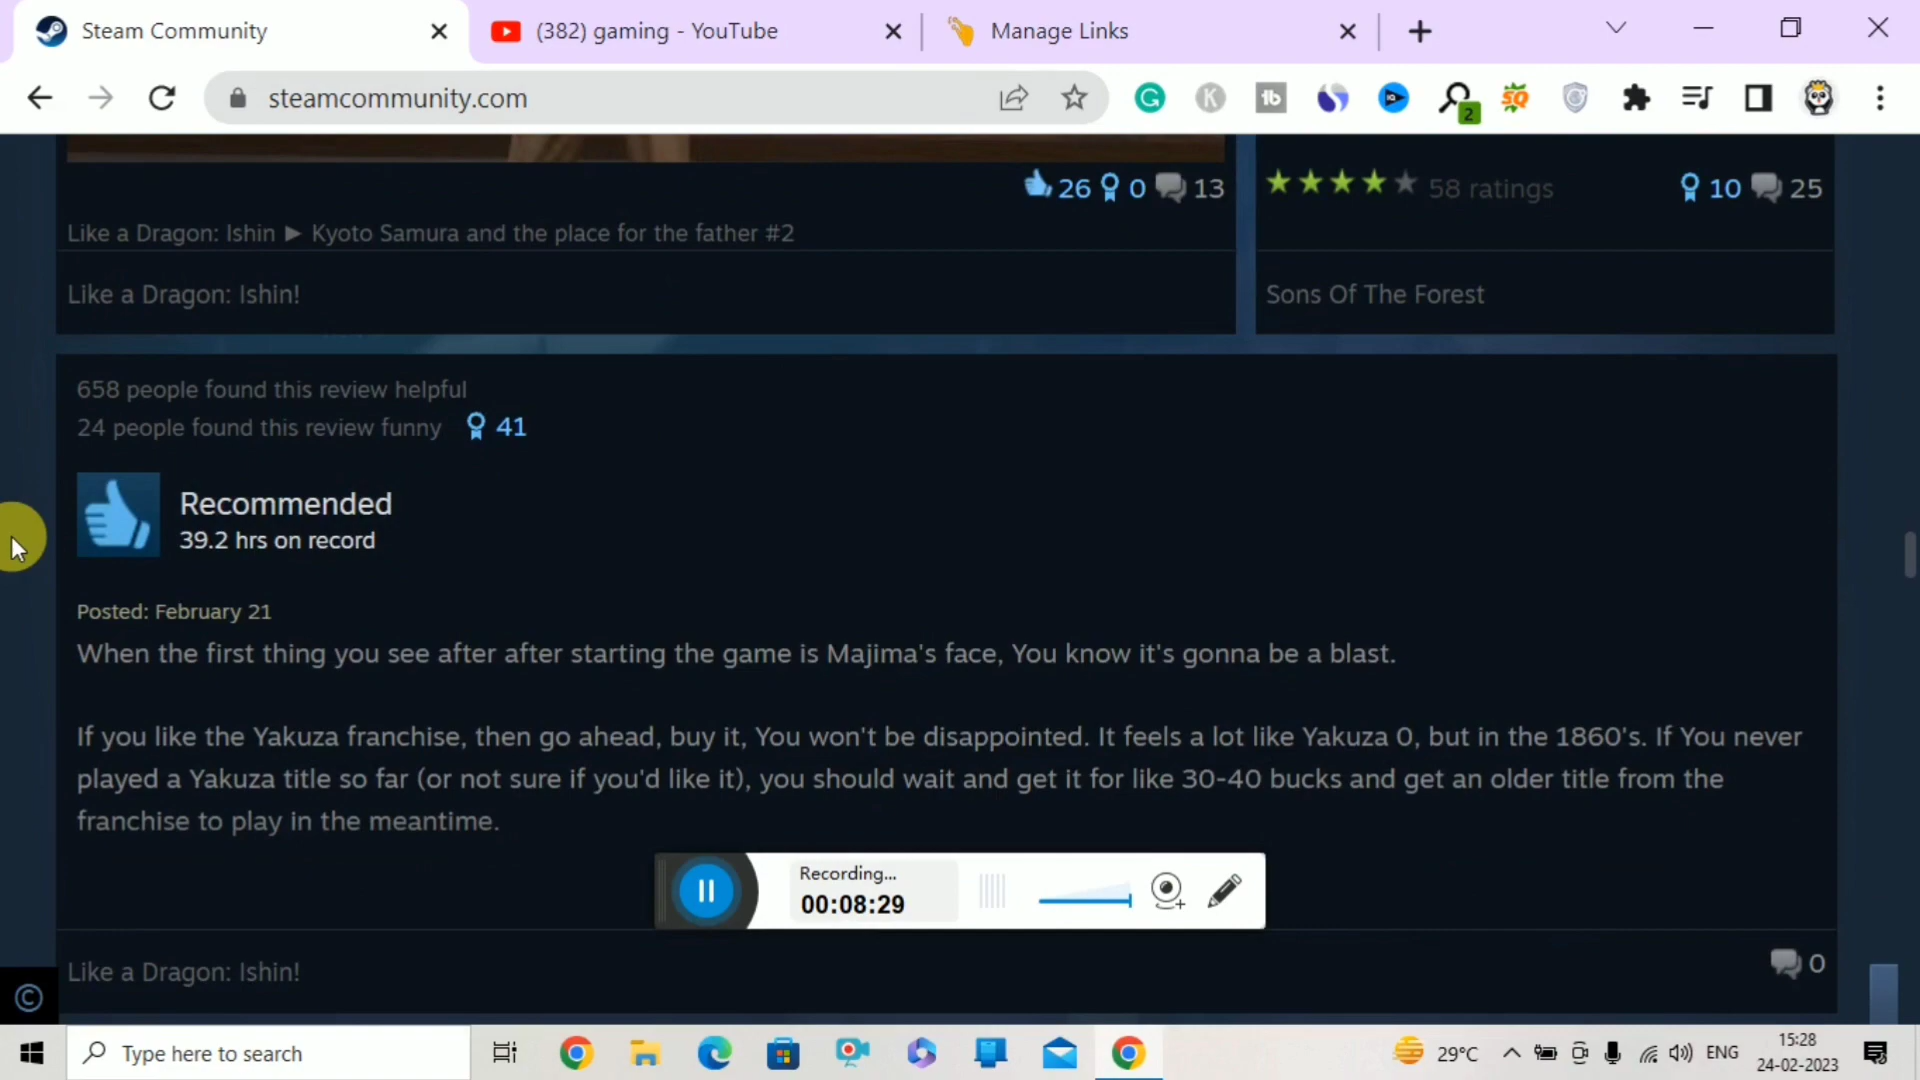 Steam Community
(382) gaming - YouTube
Manage Links
steamcommunity.com
2
26 0 13
58 ratings
10 25
Like a Dragon: Ishin ► Kyoto Samura and the place for the father #2
Like a Dragon: Ishin!
Sons Of The Forest
658 people found this review helpful
24 people found this review funny 41
Recommended
39.2 hrs on record
Posted: February 21
When the first thing you see after after starting the game is Majima's face, You know it's gonna be a blast.
If you like the Yakuza franchise, then go ahead, buy it, You won't be disappointed. It feels a lot like Yakuza 0, but in the 1860's. If You never
played a Yakuza title so far (or not sure if you'd like it), you should wait and get it for like 30-40 bucks and get an older title from the
franchise to play in the meantime.
Recording...
00:08:29
Like a Dragon: Ishin!
0
©
Type here to search
29°C
ENG
15:28
24-02-2023